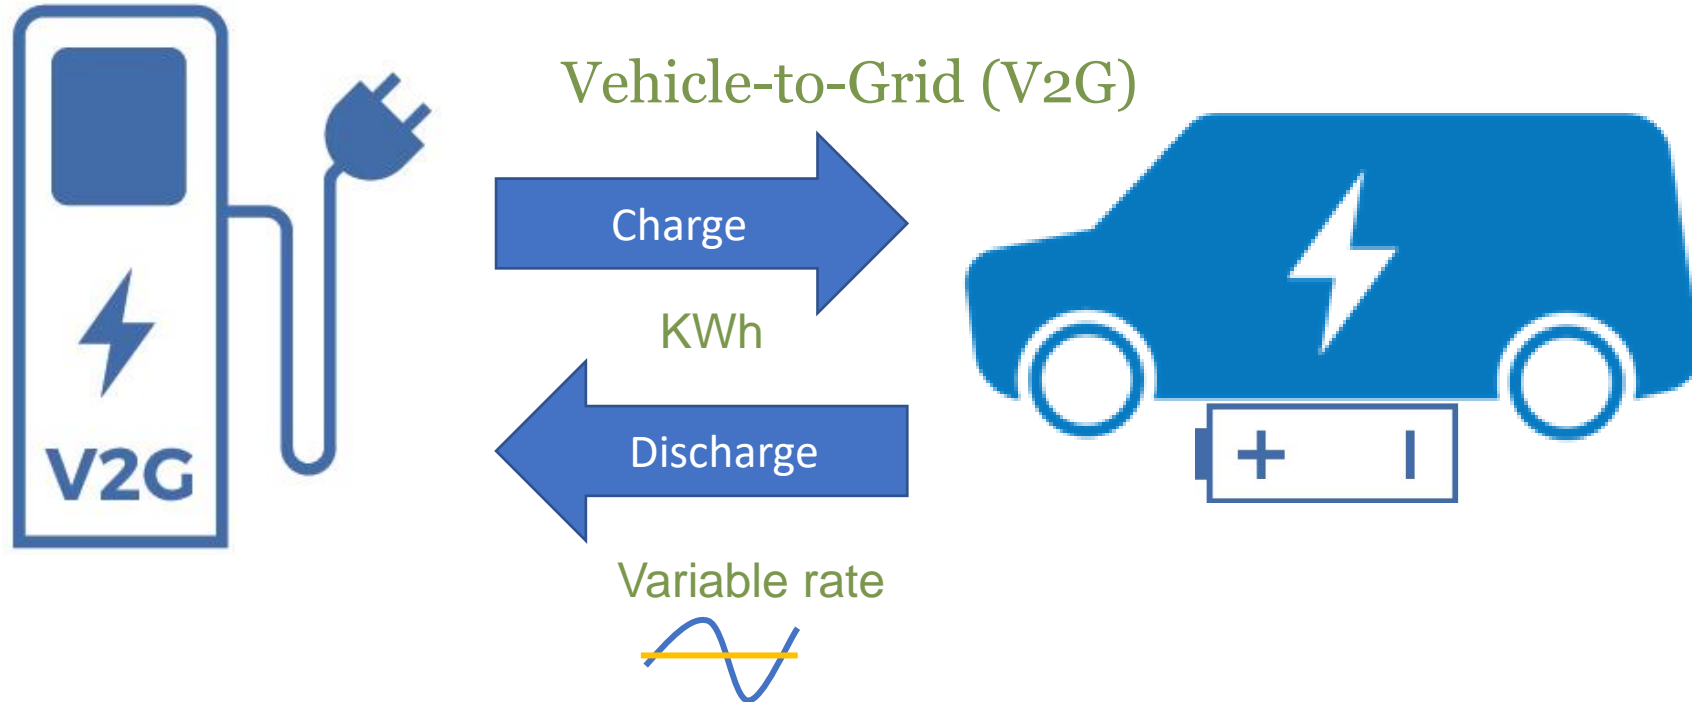 Vehicle-to-Grid (V2G)
Charge
KWh
Discharge
V2G
Variable rate